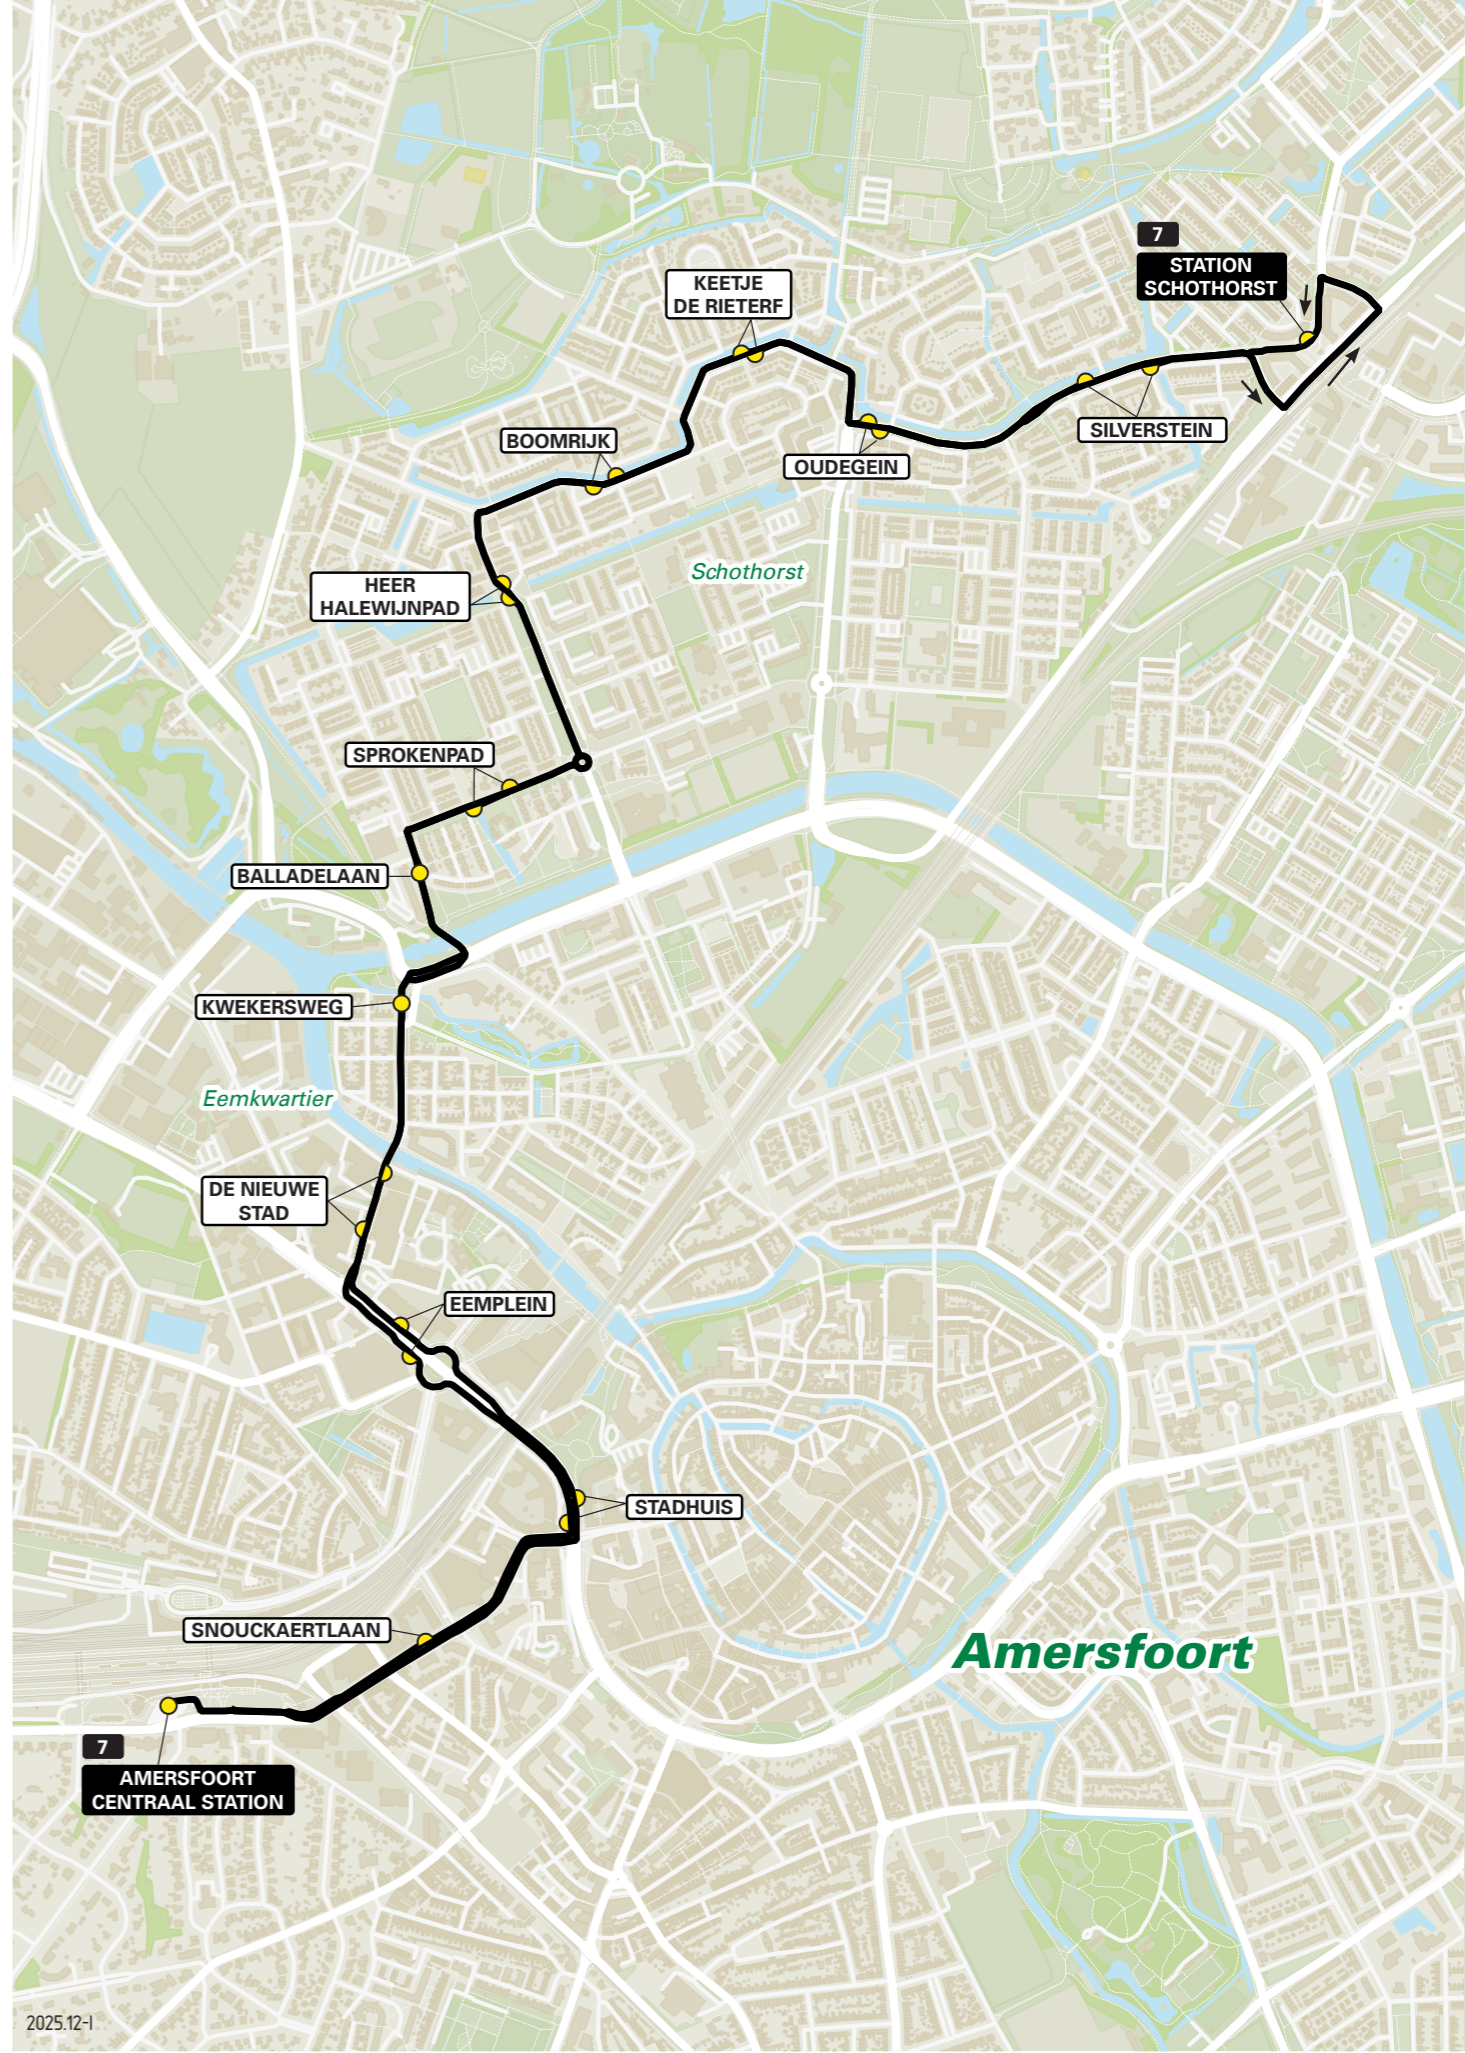 7
STATION
SCHOTHORST
KEETJE
DE RIETERF
SILVERSTEIN
BOOMRIJK
OUDEGEIN
Schothorst
HEER
HALEWIJNPAD
SPROKENPAD
BALLADELAAN
KWEKERSWEG
Eemkwartier
DE NIEUWE
STAD
EEMPLEIN
STADHUIS
SNOUCKAERTLAAN
Amersfoort
7
AMERSFOORT
CENTRAAL STATION
2025.12-I